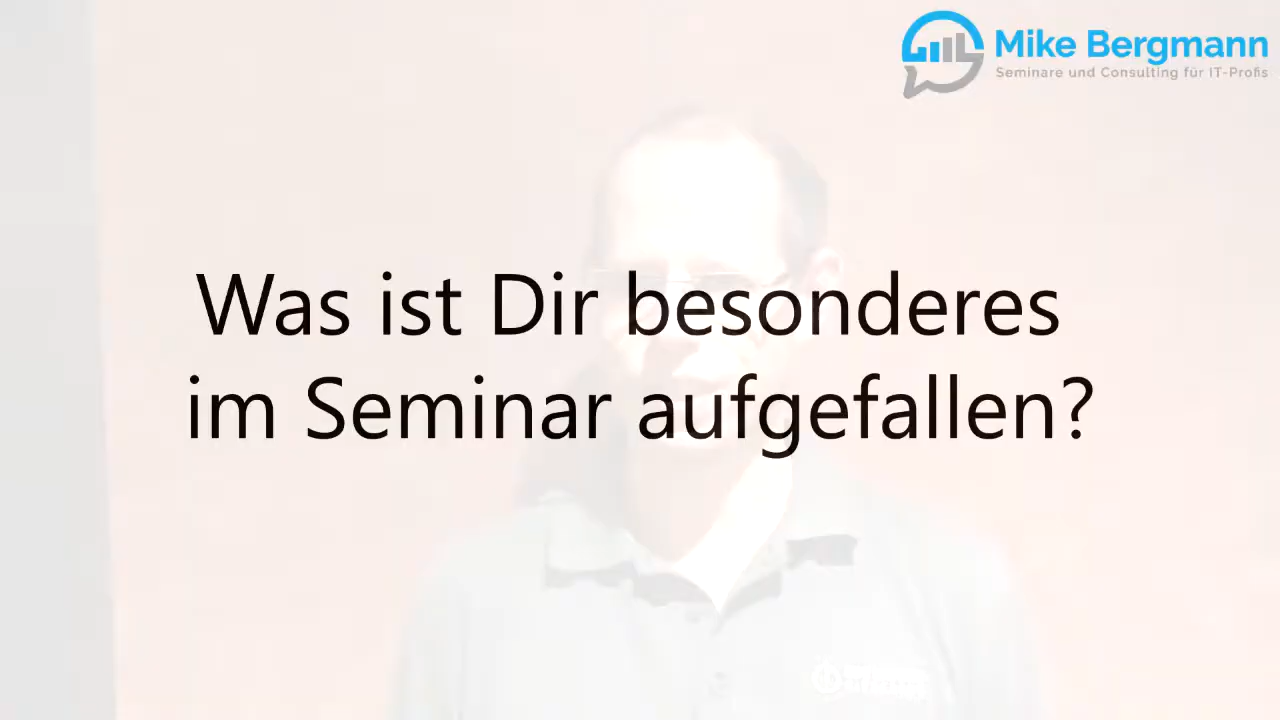 Mike Bergmann
Seminare und Consulting für IT-Profis
Was ist Dir besonderes
im Seminar aufgefallen?